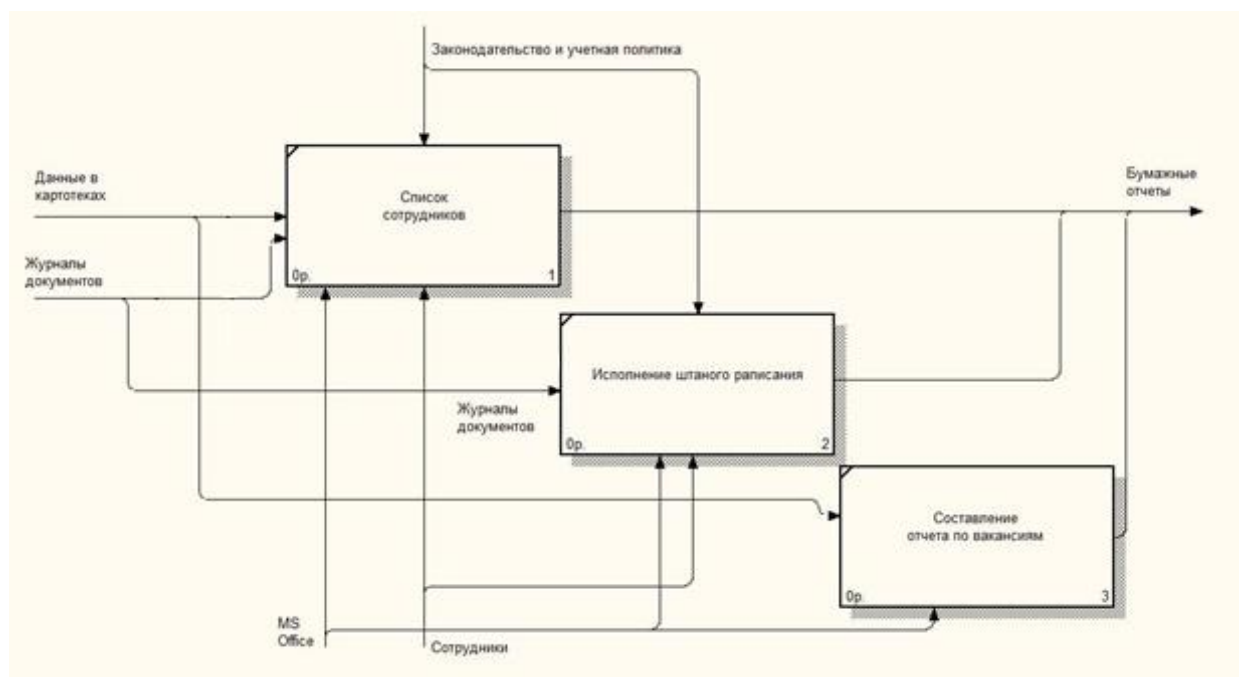 Законодательство и учетная политика
Данные в
картотеках
Бумажные
отчеты
Список
сотрудников
Журналы
документов
0р.
1
Исполнение штаного раписания
Журналы
документов
0р.
2
Составление
отчета по вакансиям
0р.
3
MS
Office
Сотрудники